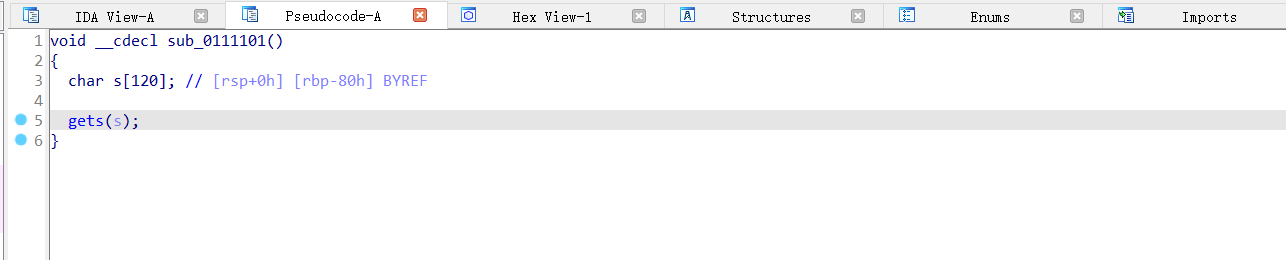 IDA View-A Pseudocode-A Hex View-1 Structures Enums Imports
1 void __cdecl sub_0111101()
2 {
3   char s[120]; // [rsp+0h] [rbp-80h] BYREF
4
5   gets(s);
6 }